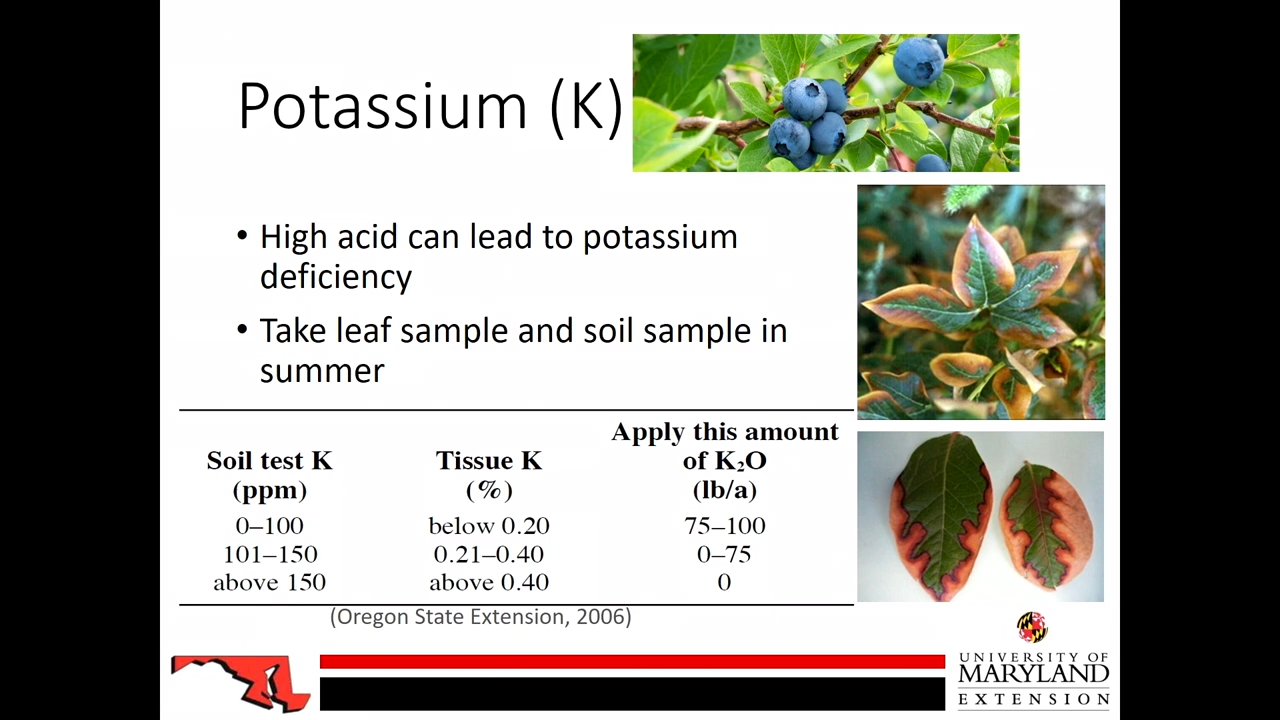 Potassium (K)
• High acid can lead to potassium
deficiency
• Take leaf sample and soil sample in
summer
Apply this amount
Soil test K Tissue K of K₂O
(ppm) (%) (lb/a)
0–100 below 0.20 75–100
101–150 0.21–0.40 0–75
above 150 above 0.40 0
(Oregon State Extension, 2006)
UNIVERSITY OF
MARYLAND
EXTENSION